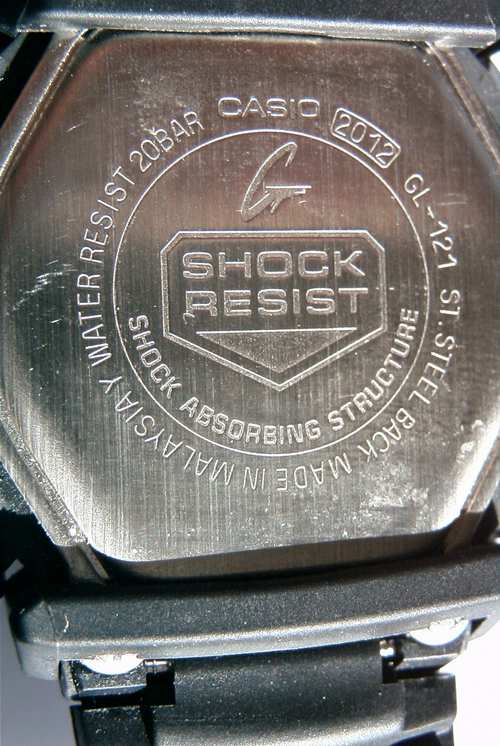 CASIO 2012 GL-121 ST.STEEL BACK MADE IN MALAYSIA Y WATER RESIST 20BAR
G
SHOCK
RESIST
SHOCK ABSORBING STRUCTURE